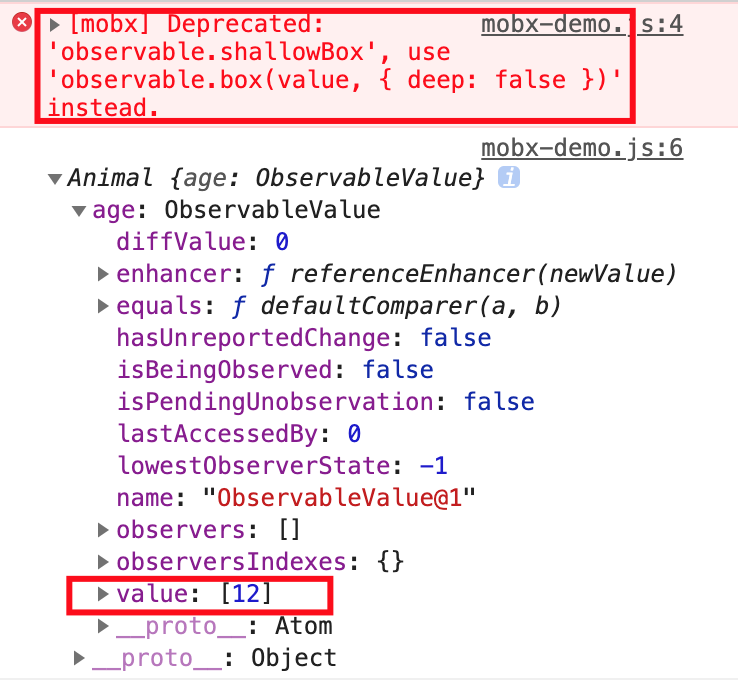 [mobx] Deprecated: mobx-demo.js:4
'observable.shallowBox', use
'observable.box(value, { deep: false })'
instead.
mobx-demo.js:6
Animal {age: ObservableValue} i
age: ObservableValue
diffValue: 0
enhancer: ƒ referenceEnhancer(newValue)
equals: ƒ defaultComparer(a, b)
hasUnreportedChange: false
isBeingObserved: false
isPendingUnobservation: false
lastAccessedBy: 0
lowestObserverState: -1
name: "ObservableValue@1"
observers: []
observersIndexes: {}
value: [12]
__proto__: Atom
__proto__: Object